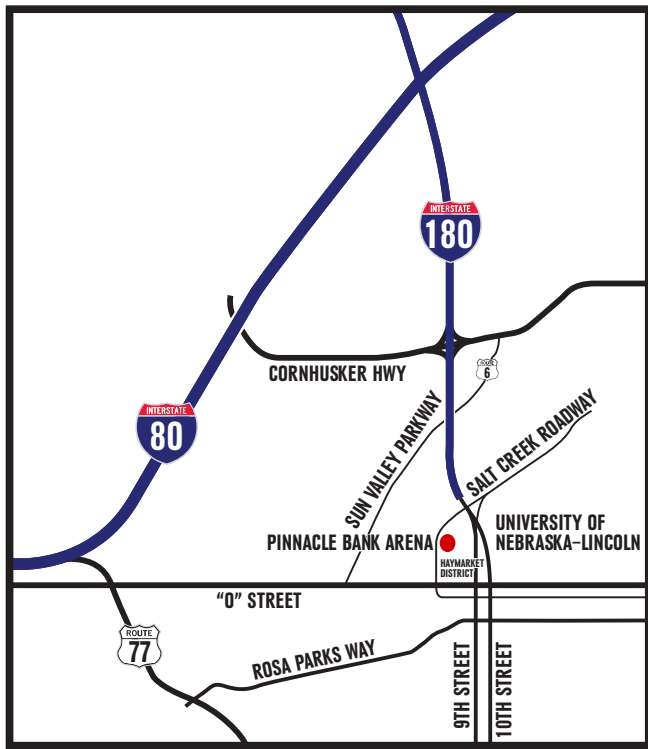 INTERSTATE
180
CORNHUSKER HWY
ROUTE
6
INTERSTATE
80
SUN VALLEY PARKWAY
SALT CREEK ROADWAY
UNIVERSITY OF
NEBRASKA–LINCOLN
PINNACLE BANK ARENA
HAYMARKET
DISTRICT
"O" STREET
ROUTE
77
ROSA PARKS WAY
9TH STREET
10TH STREET